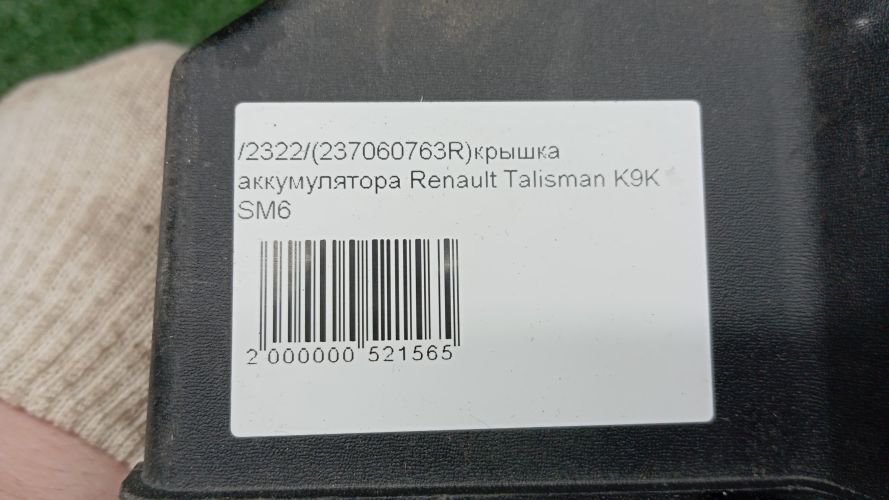 /2322/(237060763R)крышка
аккумулятора Renault Talisman K9K
SM6
2 000000 521565